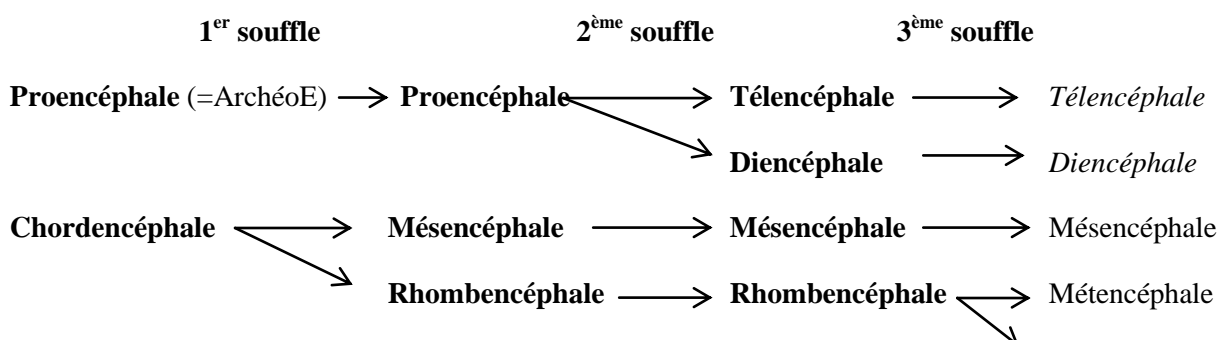 1er souffle 2ème souffle 3ème souffle
Proencéphale (=ArchéoE) Proencéphale Télencéphale Télencéphale
Diencéphale Diencéphale
Chordencéphale Mésencéphale Mésencéphale Mésencéphale
Rhombencéphale Rhombencéphale Métencéphale